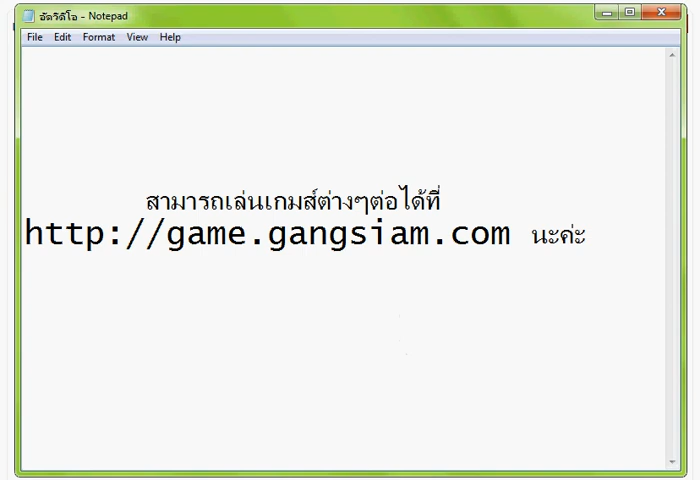 อัดวิดีโอ - Notepad
File Edit Format View Help
สามารถเล่นเกมส์ต่างๆต่อได้ที่
http://game.gangsiam.com นะค่ะ